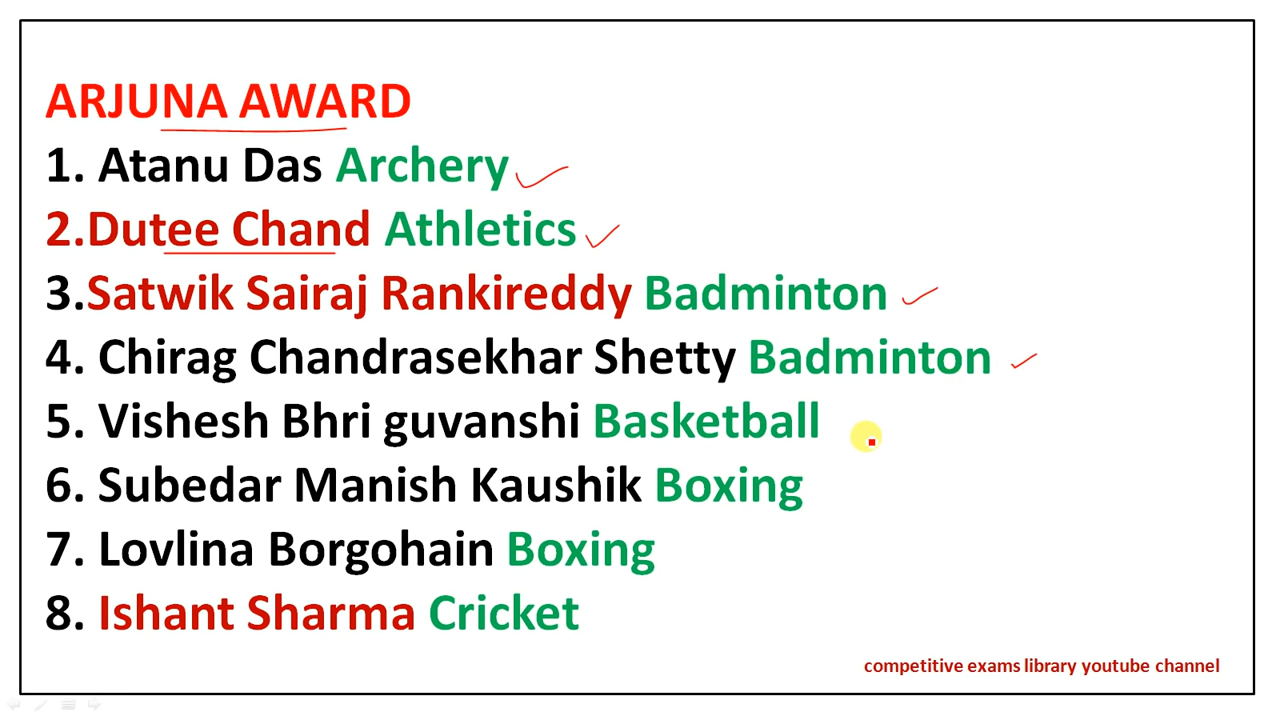 ARJUNA AWARD
1. Atanu Das Archery
2.Dutee Chand Athletics
3.Satwik Sairaj Rankireddy Badminton
4. Chirag Chandrasekhar Shetty Badminton
5. Vishesh Bhri guvanshi Basketball
6. Subedar Manish Kaushik Boxing
7. Lovlina Borgohain Boxing
8. Ishant Sharma Cricket
competitive exams library youtube channel